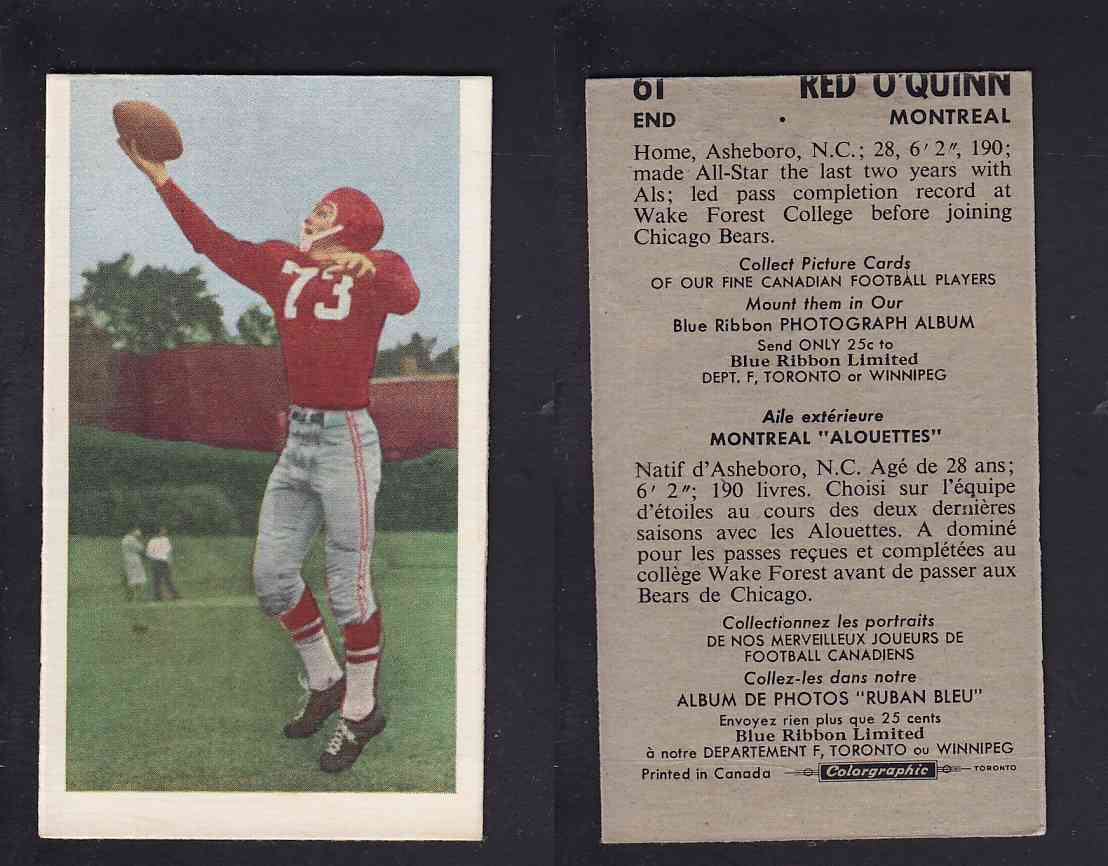 73
61 RED O'QUINN
END • MONTREAL
Home, Asheboro, N.C.; 28, 6′ 2″, 190;
made All-Star the last two years with
Als; led pass completion record at
Wake Forest College before joining
Chicago Bears.
Collect Picture Cards
OF OUR FINE CANADIAN FOOTBALL PLAYERS
Mount them in Our
Blue Ribbon PHOTOGRAPH ALBUM
Send ONLY 25c to
Blue Ribbon Limited
DEPT. F, TORONTO or WINNIPEG
Aile extérieure
MONTREAL "ALOUETTES"
Natif d'Asheboro, N.C. Agé de 28 ans;
6′ 2″; 190 livres. Choisi sur l'équipe
d'étoiles au cours des deux dernières
saisons avec les Alouettes. A dominé
pour les passes reçues et complétées au
collège Wake Forest avant de passer aux
Bears de Chicago.
Collectionnez les portraits
DE NOS MERVEILLEUX JOUEURS DE
FOOTBALL CANADIENS
Collez-les dans notre
ALBUM DE PHOTOS "RUBAN BLEU"
Envoyez rien plus que 25 cents
Blue Ribbon Limited
à notre DEPARTEMENT F, TORONTO ou WINNIPEG
Printed in Canada Colorgraphic TORONTO